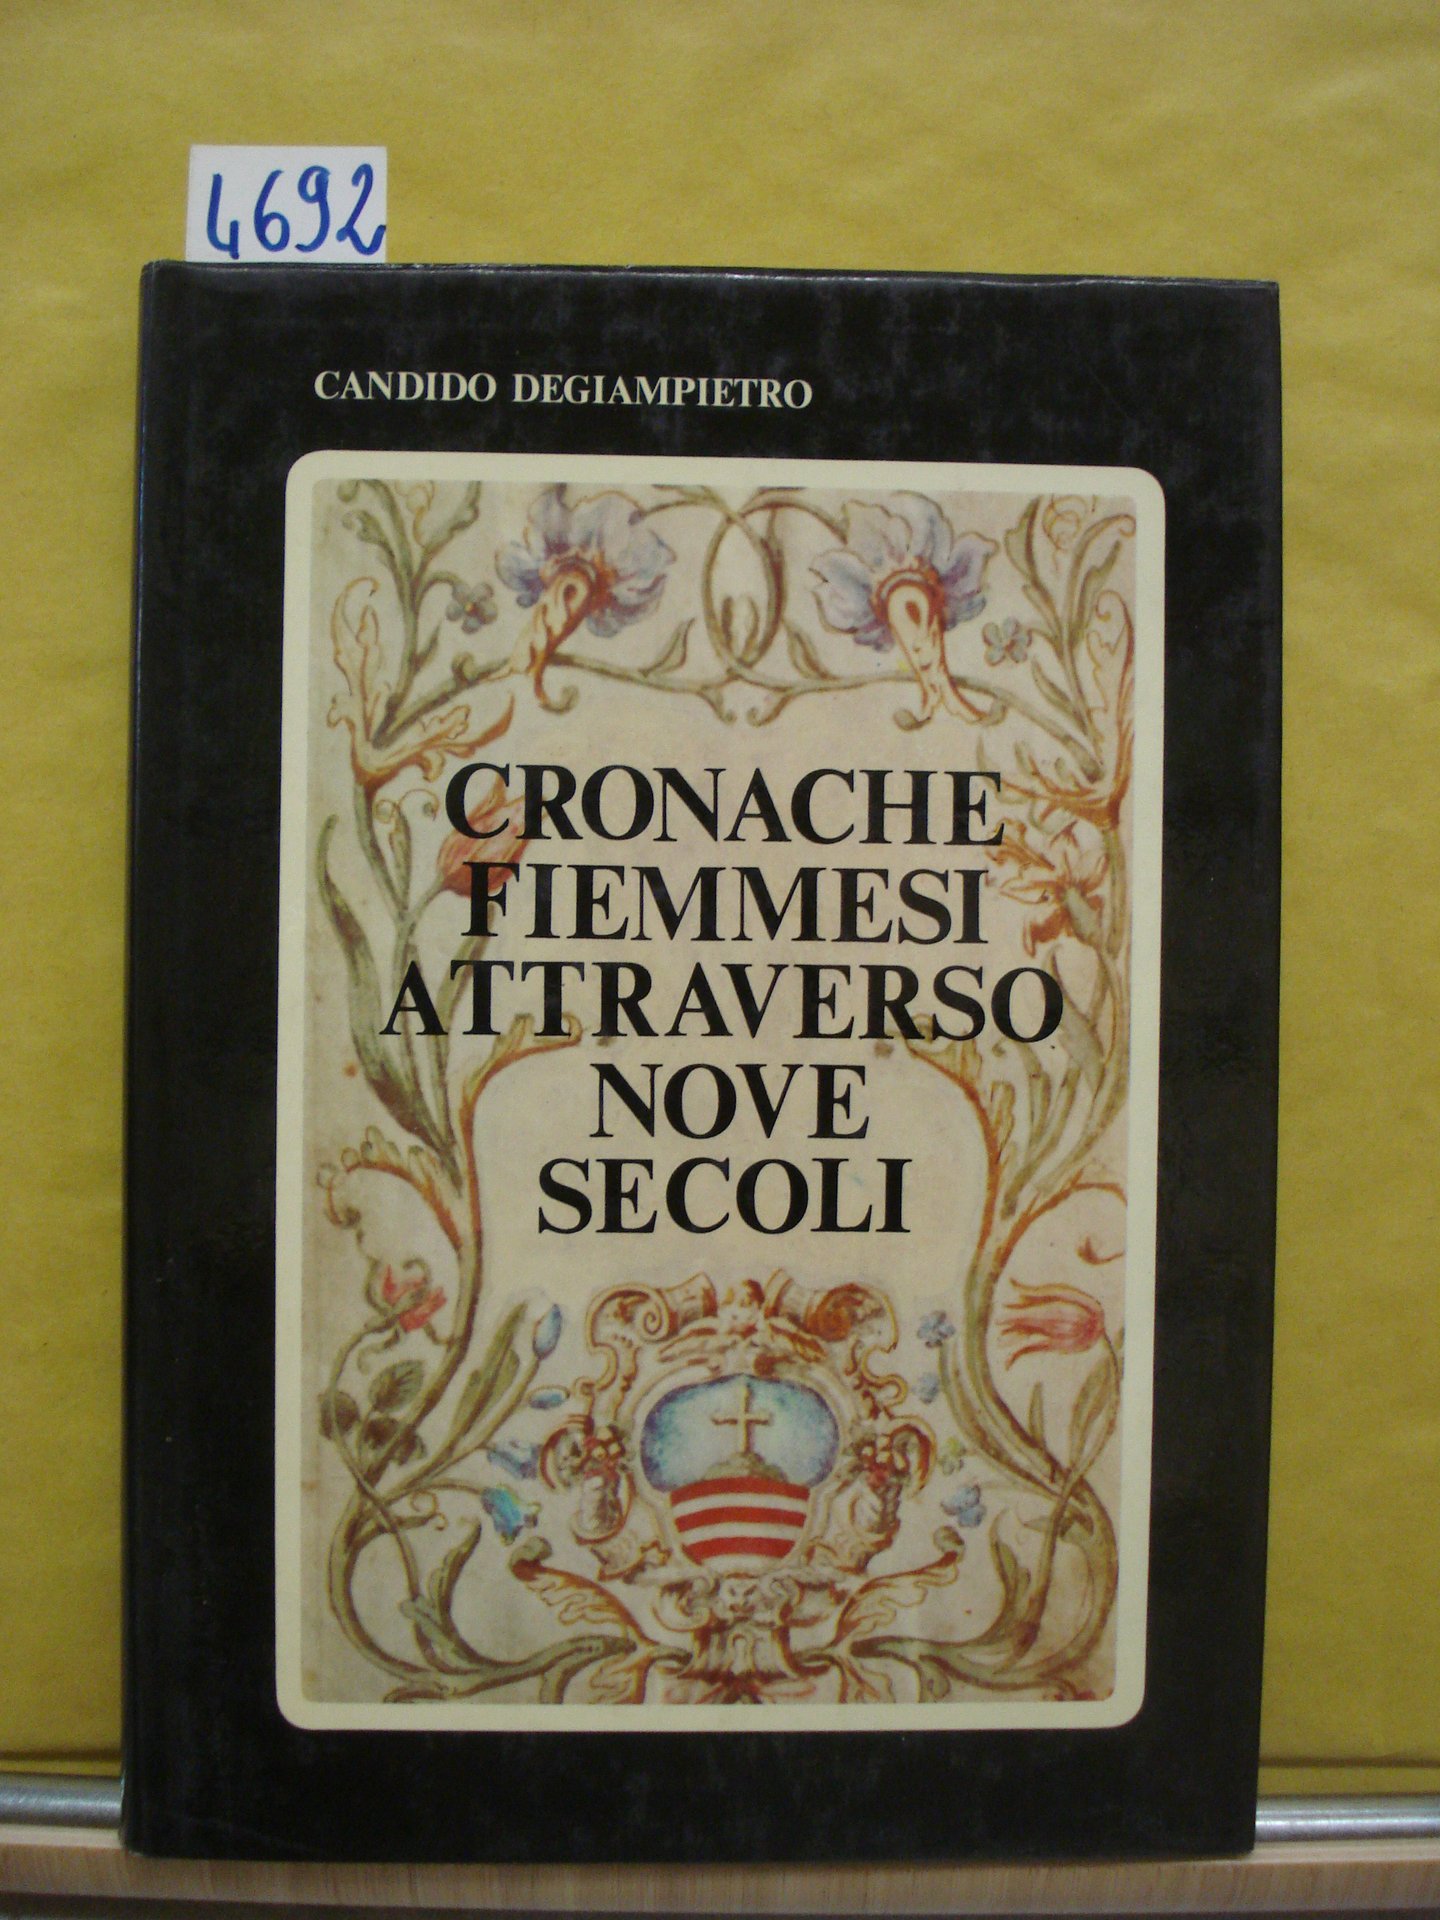 4692
CANDIDO DEGIAMPIETRO
CRONACHE
FIEMMESI
ATTRAVERSO
NOVE
SECOLI